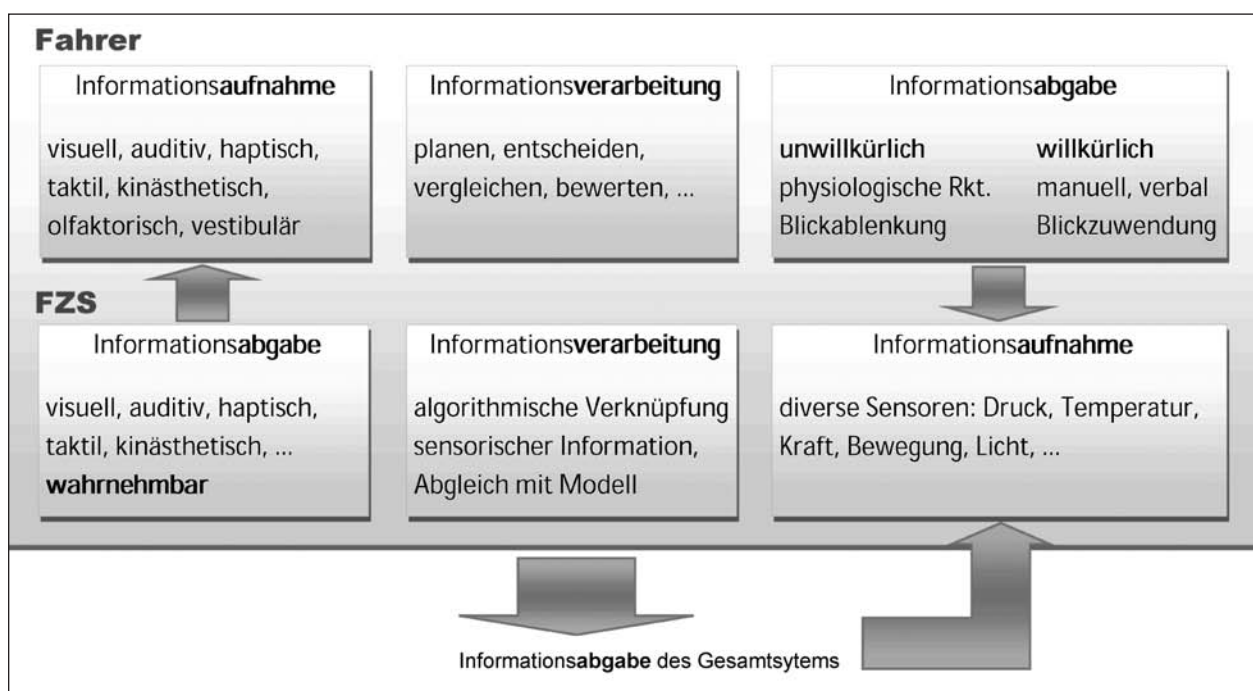 Fahrer
Informationsaufnahme
visuell, auditiv, haptisch,
taktil, kinästhetisch,
olfaktorisch, vestibulär
Informationsverarbeitung
planen, entscheiden,
vergleichen, bewerten, ...
Informationsabgabe
unwillkürlich willkürlich
physiologische Rkt. manuell, verbal
Blickablenkung Blickzuwendung
FZS
Informationsabgabe
visuell, auditiv, haptisch,
taktil, kinästhetisch, ...
wahrnehmbar
Informationsverarbeitung
algorithmische Verknüpfung
sensorischer Information,
Abgleich mit Modell
Informationsaufnahme
diverse Sensoren: Druck, Temperatur,
Kraft, Bewegung, Licht, ...
Informationsabgabe des Gesamtsytems